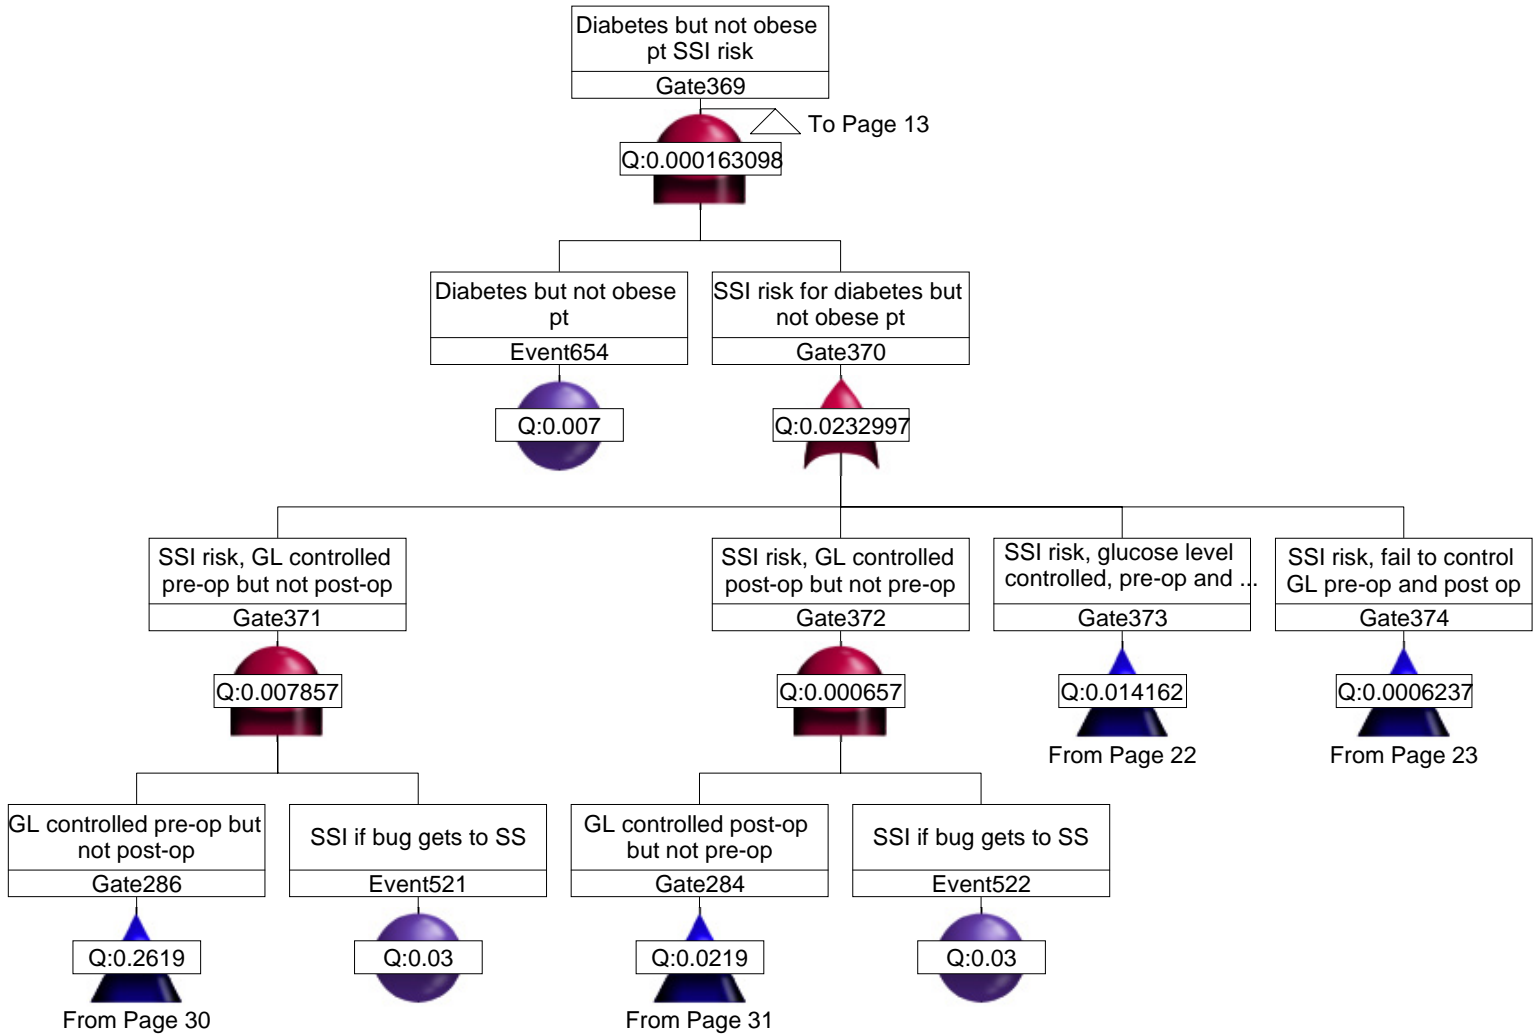 Diabetes but not obese
pt SSI risk
Gate369
To Page 13
Q:0.000163098
Diabetes but not obese
pt
Event654
Q:0.007
SSI risk for diabetes but
not obese pt
Gate370
Q:0.0232997
SSI risk, GL controlled
pre-op but not post-op
Gate371
Q:0.007857
SSI risk, GL controlled
post-op but not pre-op
Gate372
Q:0.000657
SSI risk, glucose level
controlled, pre-op and ...
Gate373
Q:0.014162
From Page 22
SSI risk, fail to control
GL pre-op and post op
Gate374
Q:0.0006237
From Page 23
GL controlled pre-op but
not post-op
Gate286
Q:0.2619
From Page 30
SSI if bug gets to SS
Event521
Q:0.03
GL controlled post-op
but not pre-op
Gate284
Q:0.0219
From Page 31
SSI if bug gets to SS
Event522
Q:0.03